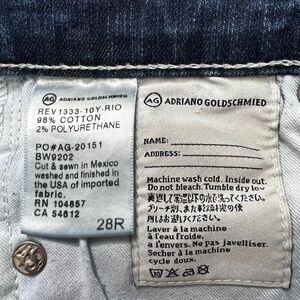 AG ADRIANO GOLDSCHMIED
REV1333-10Y-RIO
98% COTTON
2% POLYURETHANE
PO#AG-20151
BW9202
Cut & sewn in Mexico
and finished in
the USA of imported
fabric.
RN 104857
CA 54612
28R
AG ADRIANO GOLDSCHMIED
NAME:
ADDRESS:
Machine wash cold. Inside out.
Do not bleach. Tumble dry low
Laver à la machine
à l'eau froide,
à l'envers. Ne pas javelliser.
Secher à la machine
cycle doux.